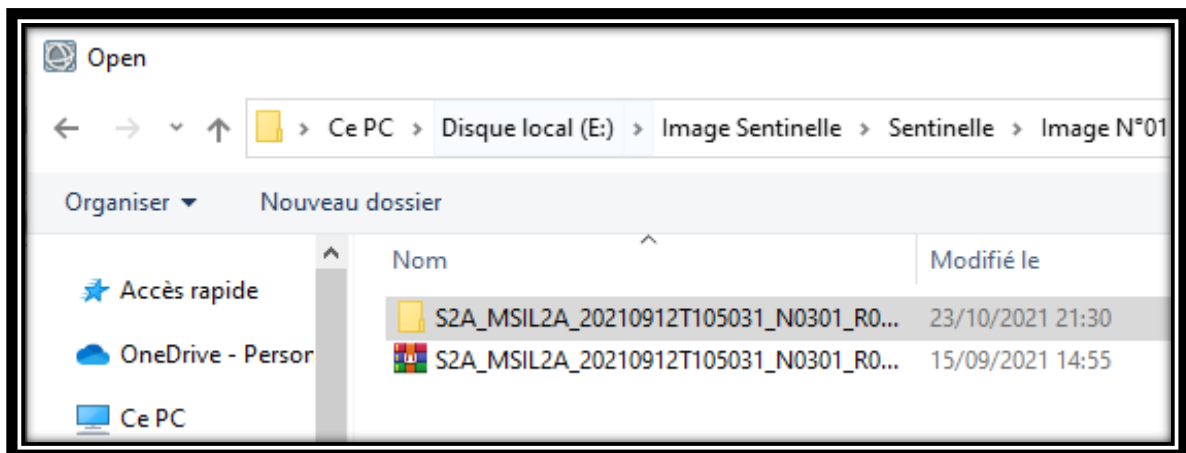 Open
Ce PC > Disque local (E:) > Image Sentinelle > Sentinelle > Image N°01
Organiser Nouveau dossier
Nom Modifié le
Accès rapide
S2A_MSIL2A_20210912T105031_N0301_R0... 23/10/2021 21:30
OneDrive - Person
S2A_MSIL2A_20210912T105031_N0301_R0... 15/09/2021 14:55
Ce PC